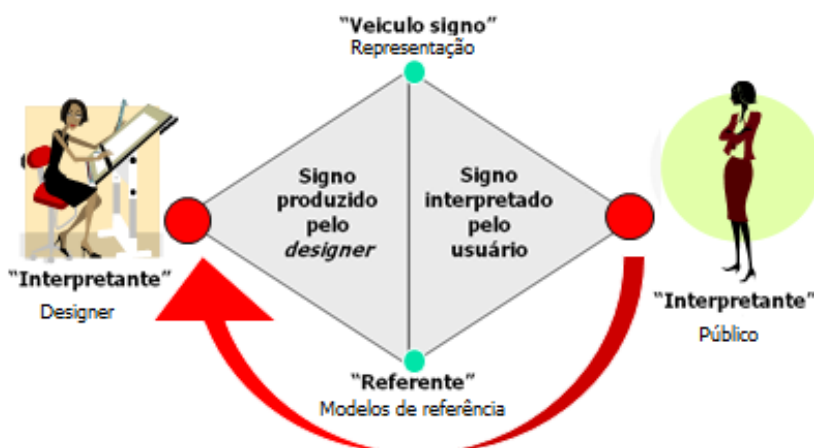 “Veiculo signo”
Representação
Signo
produzido
pelo
designer
Signo
interpretado
pelo
usuário
“Interpretante”
Designer
“Interpretante”
Público
“Referente”
Modelos de referência